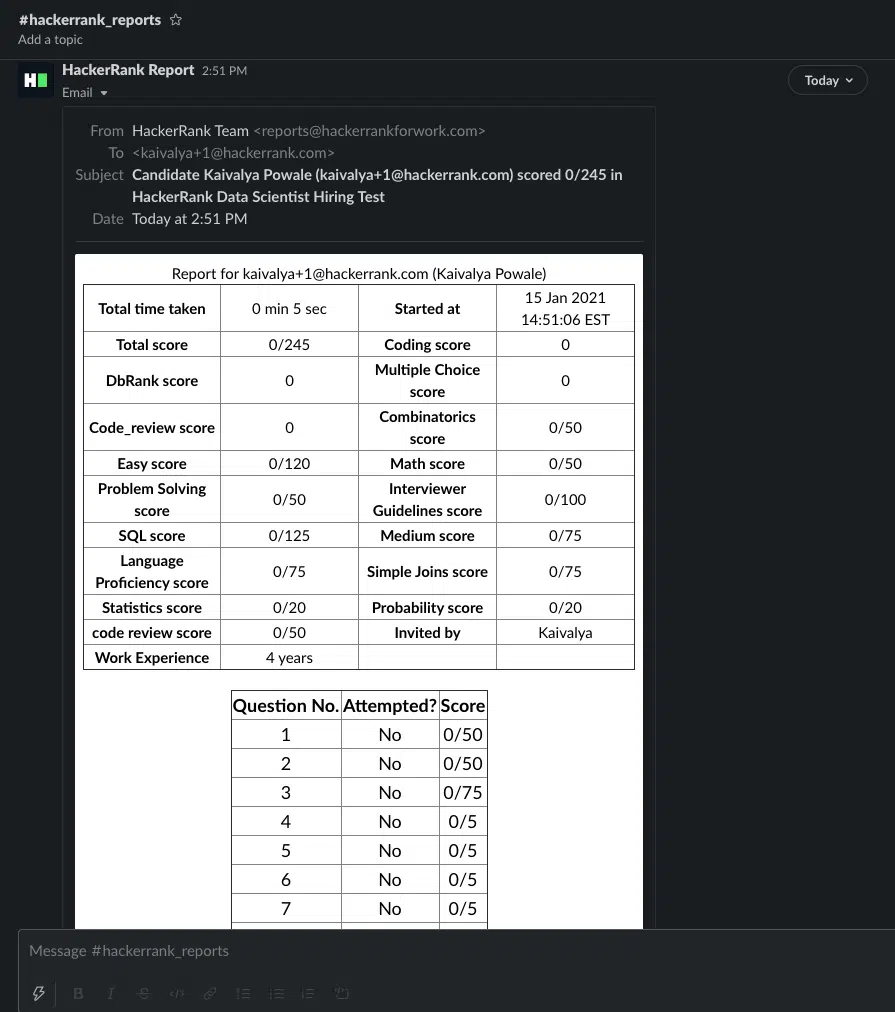 #hackerrank_reports ☆
Add a topic
HackerRank Report 2:51 PM
Today
Email
From HackerRank Team <reports@hackerrankforwork.com>
To <kaivalya+1@hackerrank.com>
Subject Candidate Kaivalya Powale (kaivalya+1@hackerrank.com) scored 0/245 in
HackerRank Data Scientist Hiring Test
Date Today at 2:51 PM
Report for kaivalya+1@hackerrank.com (Kaivalya Powale)
Total time taken 0 min 5 sec Started at 15 Jan 2021
14:51:06 EST
Total score 0/245 Coding score 0
DbRank score 0 Multiple Choice
score 0
Code_review score 0 Combinatorics
score 0/50
Easy score 0/120 Math score 0/50
Problem Solving
score 0/50 Interviewer
Guidelines score 0/100
SQL score 0/125 Medium score 0/75
Language
Proficiency score 0/75 Simple Joins score 0/75
Statistics score 0/20 Probability score 0/20
code review score 0/50 Invited by Kaivalya
Work Experience 4 years
Question No. Attempted? Score
1 No 0/50
2 No 0/50
3 No 0/75
4 No 0/5
5 No 0/5
6 No 0/5
7 No 0/5
Message #hackerrank_reports
B I S </>